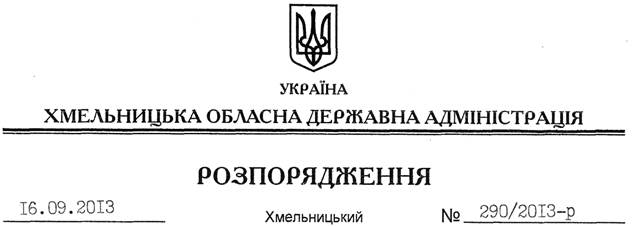 УКРАЇНА
ХМЕЛЬНИЦЬКА ОБЛАСНА ДЕРЖАВНА АДМІНІСТРАЦІЯ
РОЗПОРЯДЖЕННЯ
16.09.2013 Хмельницький № 290/2013-р